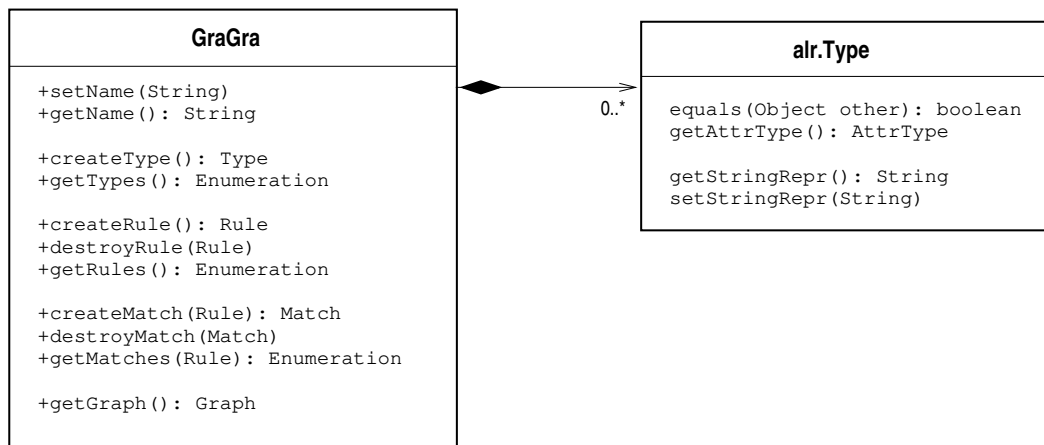 GraGra
+setName(String)
+getName(): String
+createType(): Type
+getTypes(): Enumeration
+createRule(): Rule
+destroyRule(Rule)
+getRules(): Enumeration
+createMatch(Rule): Match
+destroyMatch(Match)
+getMatches(Rule): Enumeration
+getGraph(): Graph
0..*
alr.Type
equals(Object other): boolean
getAttrType(): AttrType
getStringRepr(): String
setStringRepr(String)